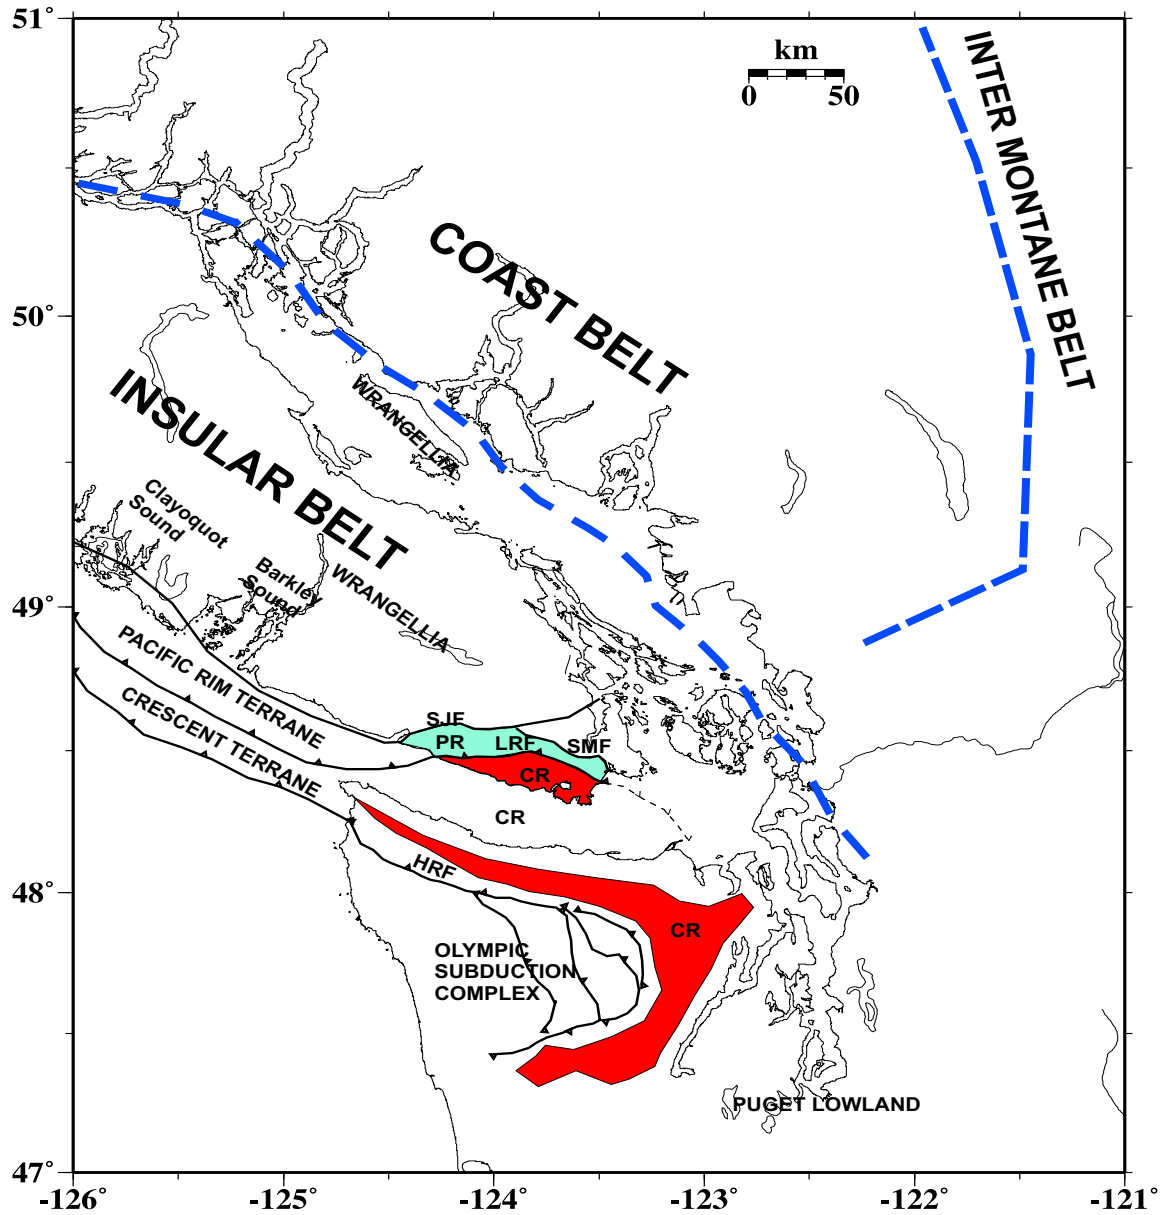 51°
50°
49°
48°
47°
-126°
-125°
-124°
-123°
-122°
-121°
km
0 50
INTER MONTANE BELT
COAST BELT
INSULAR BELT
WRANGELLIA
Clayoquot
Sound
Barkley
Sound
WRANGELLIA
PACIFIC RIM TERRANE
CRESCENT TERRANE
SJF
PR
LRF
SMF
CR
CR
HRF
CR
OLYMPIC
SUBDUCTION
COMPLEX
PUGET LOWLAND